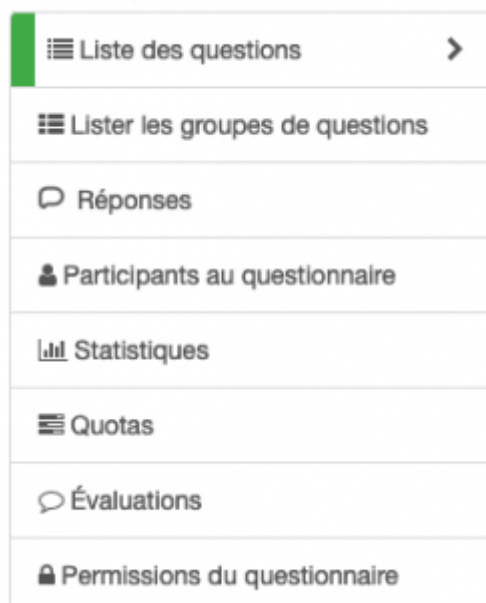 Liste des questions
Lister les groupes de questions
Réponses
Participants au questionnaire
Statistiques
Quotas
Évaluations
Permissions du questionnaire